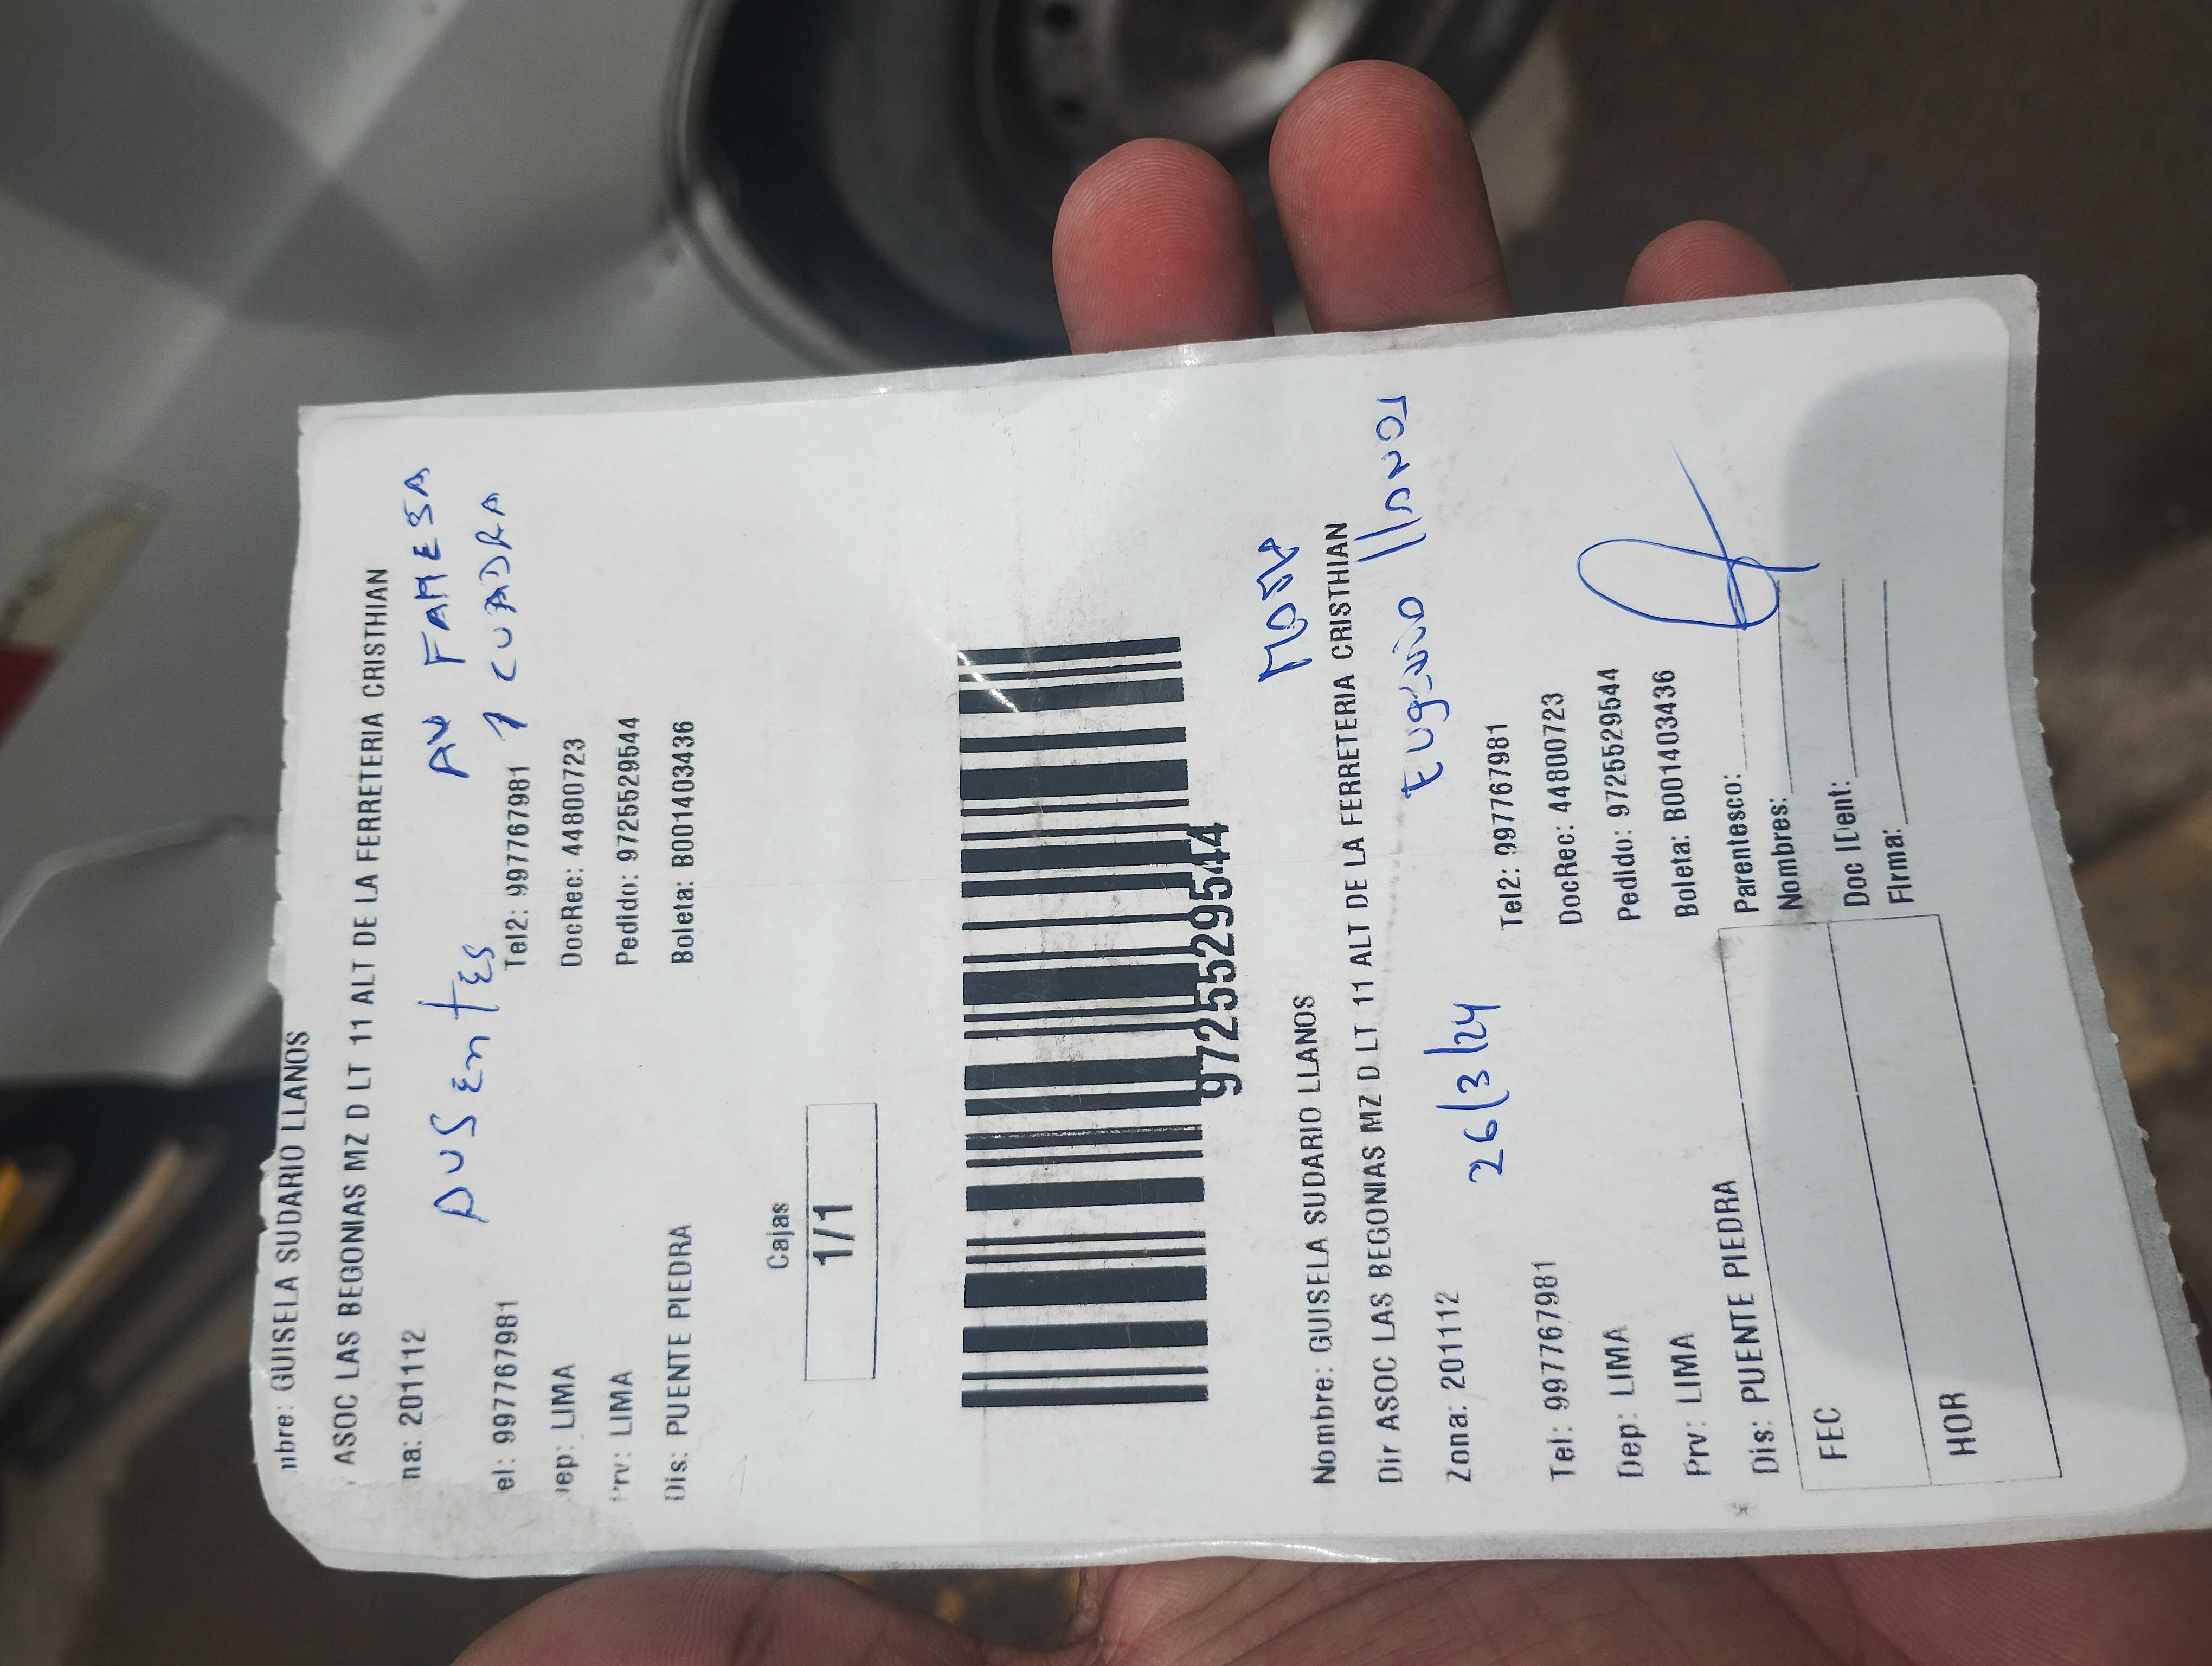 mbre: GUISELA SUDARIO LLANOS
ASOC LAS BEGONIAS MZ D LT 11 ALT DE LA FERRETERIA CRISTHIAN
na: 201112
AUSEntES
AV FAMESA
1 CUADRA
el: 997767981
Tel2: 997767981
ep: LIMA
DocRec: 44800723
Prv: LIMA
Pedido: 9725529544
Dis: PUENTE PIEDRA
Boleta: B001403436
Cajas
1/1
9725529544
Nombre: GUISELA SUDARIO LLANOS
Dir ASOC LAS BEGONIAS MZ D LT 11 ALT DE LA FERRETERIA CRISTHIAN
Zona: 201112
26/3/24
Eugenio llanos
Tel: 997767981
Tel2: 997767981
Dep: LIMA
DocRec: 44800723
Prv: LIMA
Pedido: 9725529544
Dis: PUENTE PIEDRA
Boleta: B001403436
FEC
HOR
Parentesco:
Nombres:
Doc IDent:
Firma: